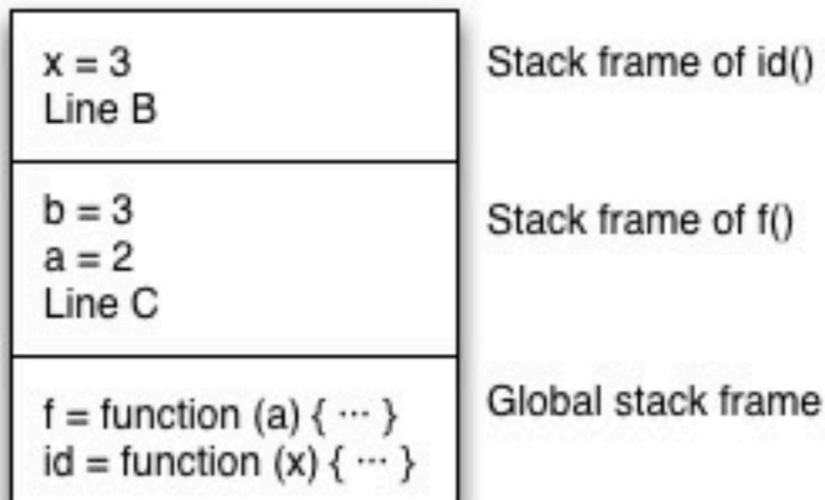 x = 3
Line B
Stack frame of id()
b = 3
a = 2
Line C
Stack frame of f()
f = function (a) { ··· }
id = function (x) { ··· }
Global stack frame